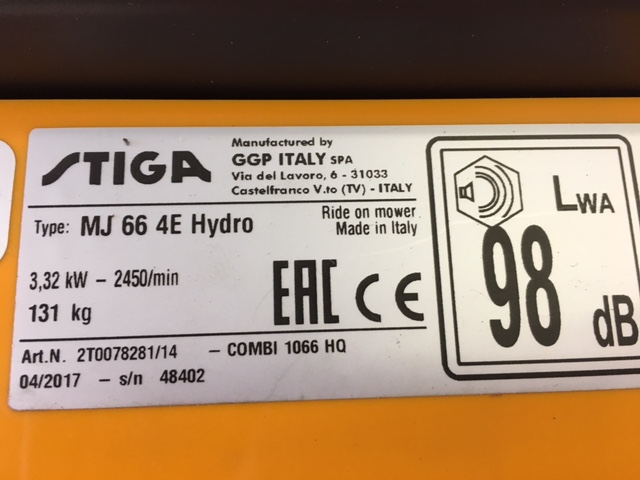 STIGA
Manufactured by
GGP ITALY SPA
Via del Lavoro, 6 - 31033
Castelfranco V.to (TV) - ITALY
Type: MJ 66 4E Hydro
Ride on mower
Made in Italy
3,32 kW - 2450/min
131 kg
EAC CE
Art.N. 2T0078281/14 - COMBI 1066 HQ
04/2017 - s/n 48402
LWA
98 dB